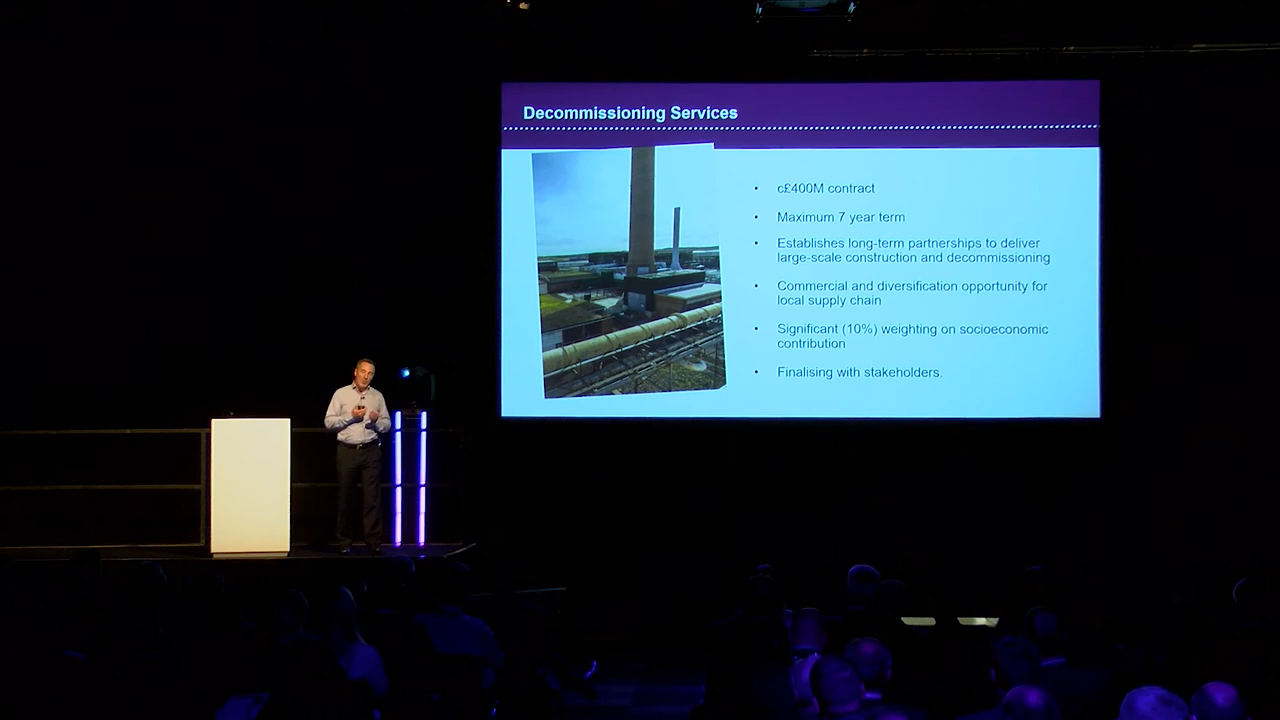 Decommissioning Services
• c£400M contract
• Maximum 7 year term
• Establishes long-term partnerships to deliver
large-scale construction and decommissioning
• Commercial and diversification opportunity for
local supply chain
• Significant (10%) weighting on socioeconomic
contribution
• Finalising with stakeholders.